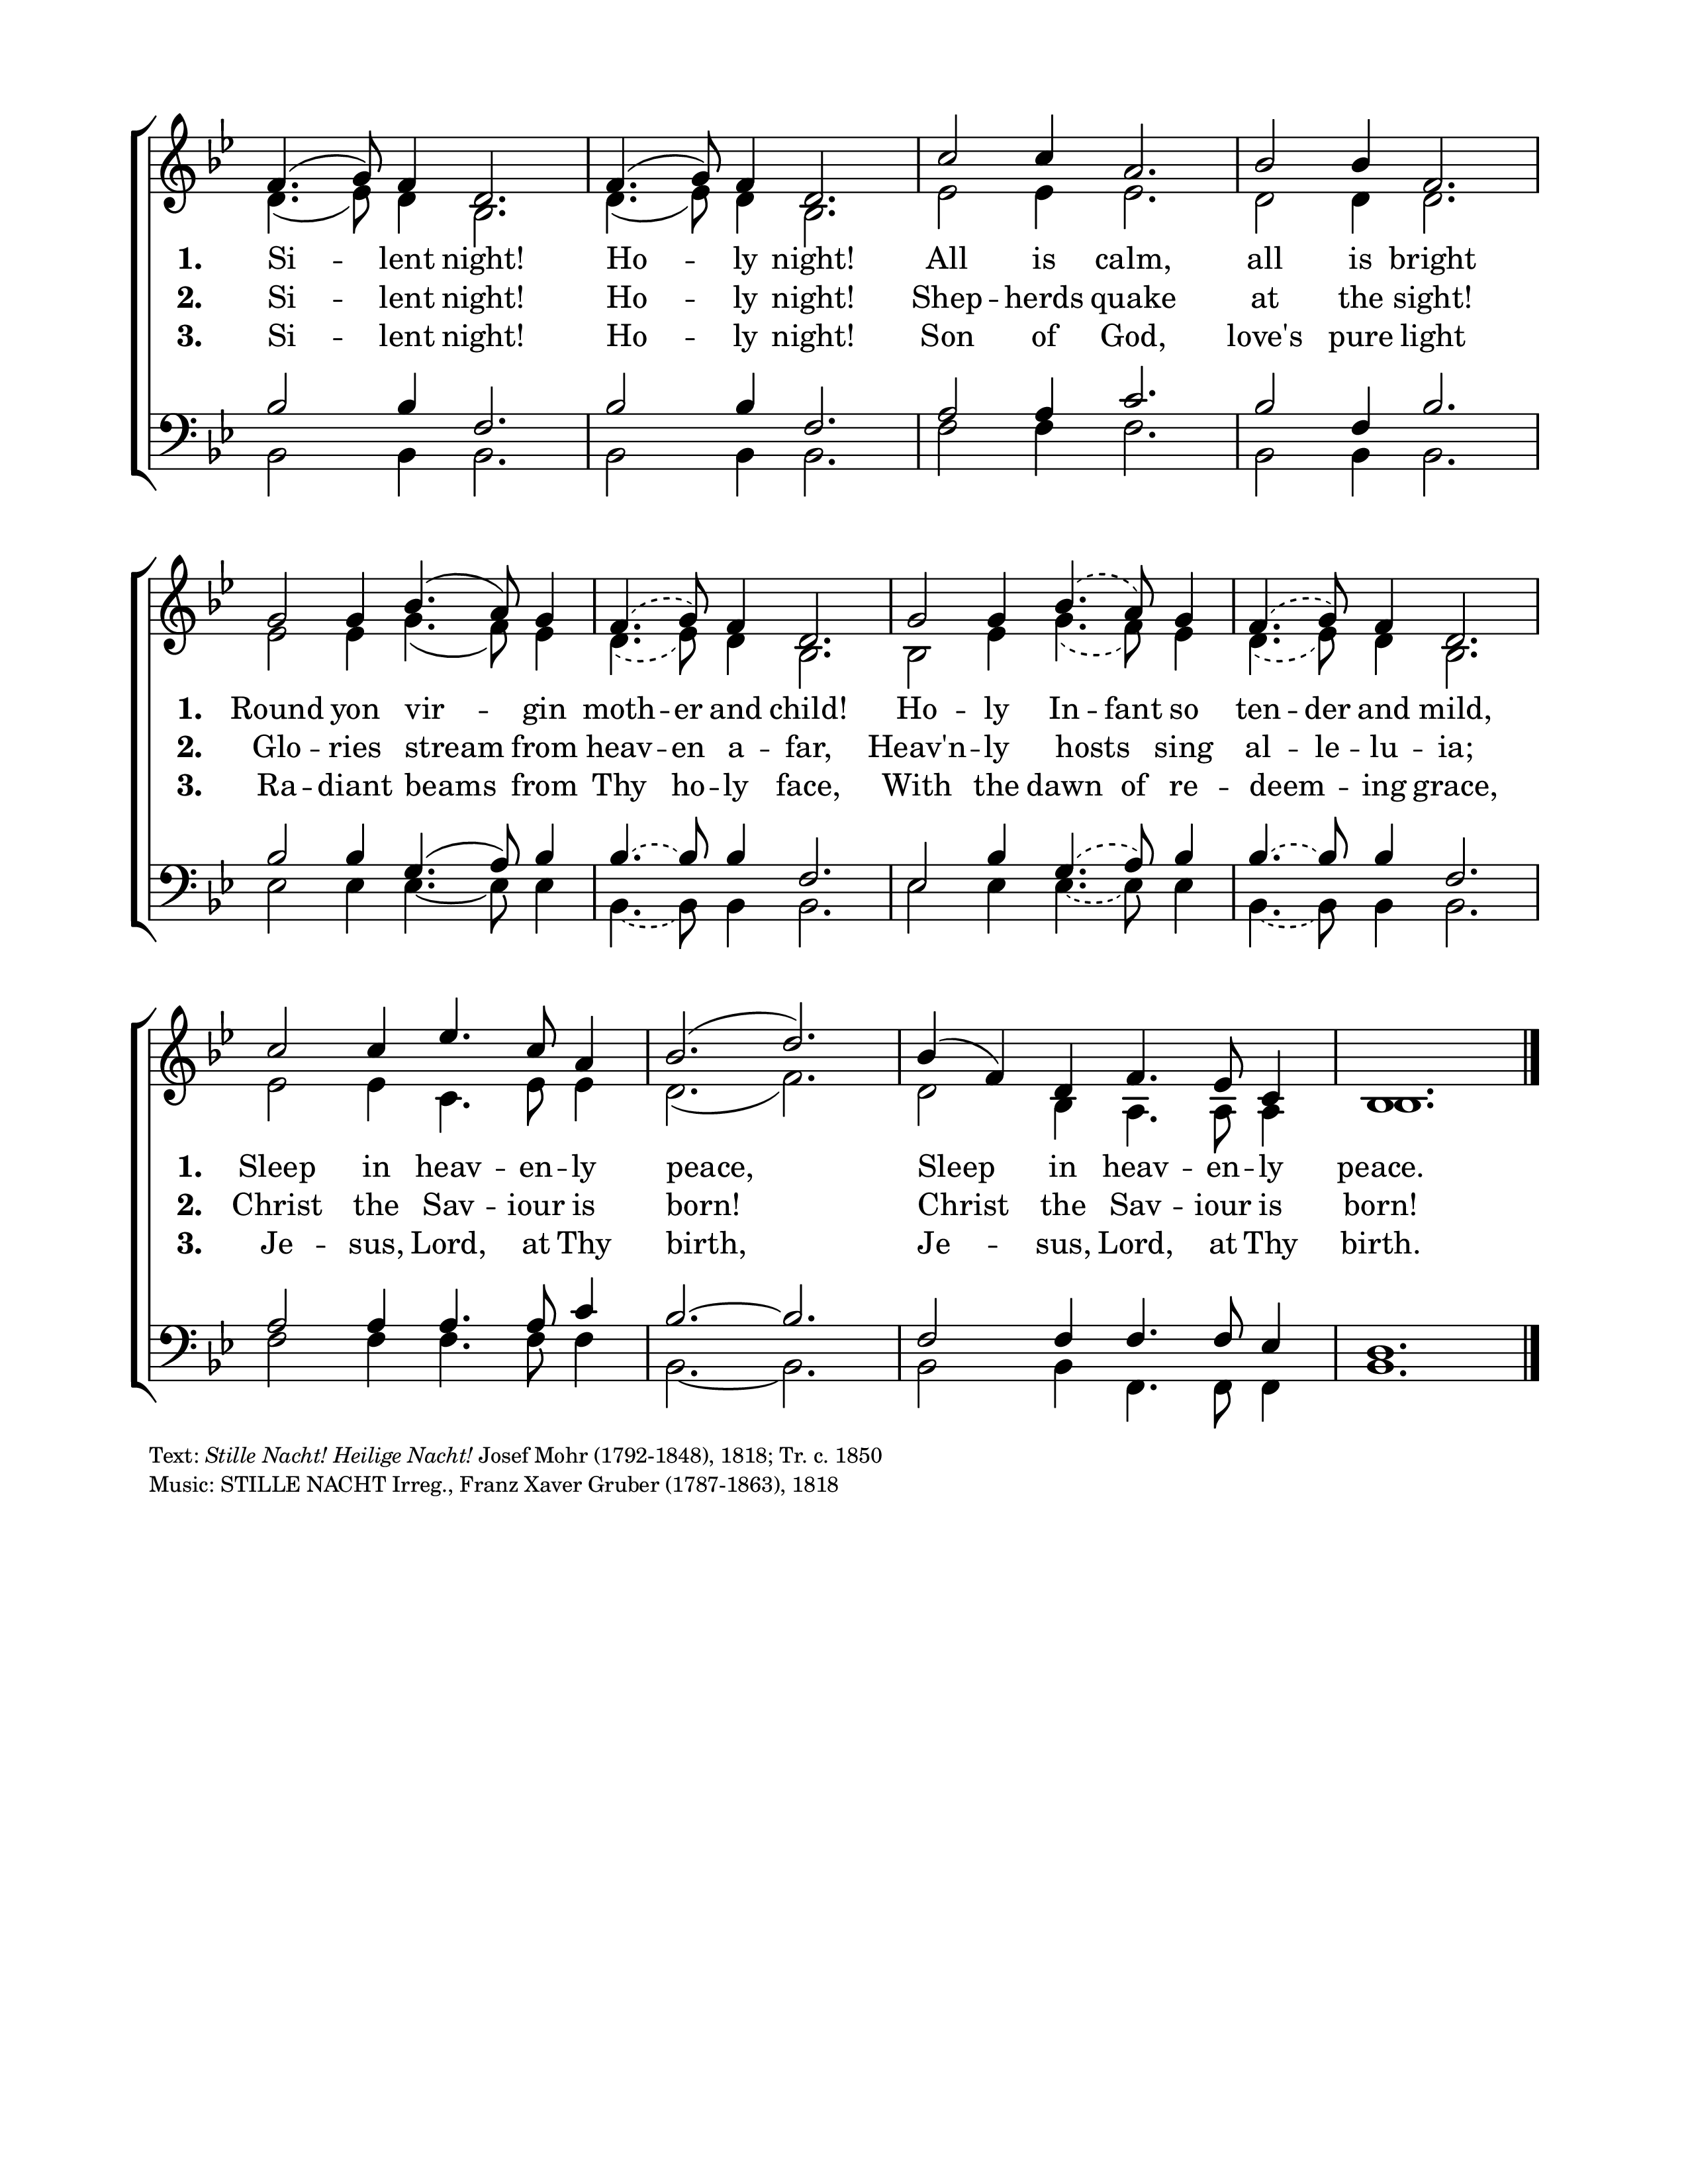 1. Si -- lent night! Ho -- ly night! All is calm, all is bright
2. Si -- lent night! Ho -- ly night! Shep -- herds quake at the sight!
3. Si -- lent night! Ho -- ly night! Son of God, love's pure light
1. Round yon vir -- gin moth -- er and child! Ho -- ly In -- fant so ten -- der and mild,
2. Glo -- ries stream from heav -- en a -- far, Heav'n -- ly hosts sing al -- le -- lu -- ia;
3. Ra -- diant beams from Thy ho -- ly face, With the dawn of re -- deem -- ing grace,
1. Sleep in heav -- en -- ly peace, Sleep in heav -- en -- ly peace.
2. Christ the Sav -- iour is born! Christ the Sav -- iour is born!
3. Je -- sus, Lord, at Thy birth, Je -- sus, Lord, at Thy birth.
Text: Stille Nacht! Heilige Nacht! Josef Mohr (1792-1848), 1818; Tr. c. 1850
Music: STILLE NACHT Irreg., Franz Xaver Gruber (1787-1863), 1818